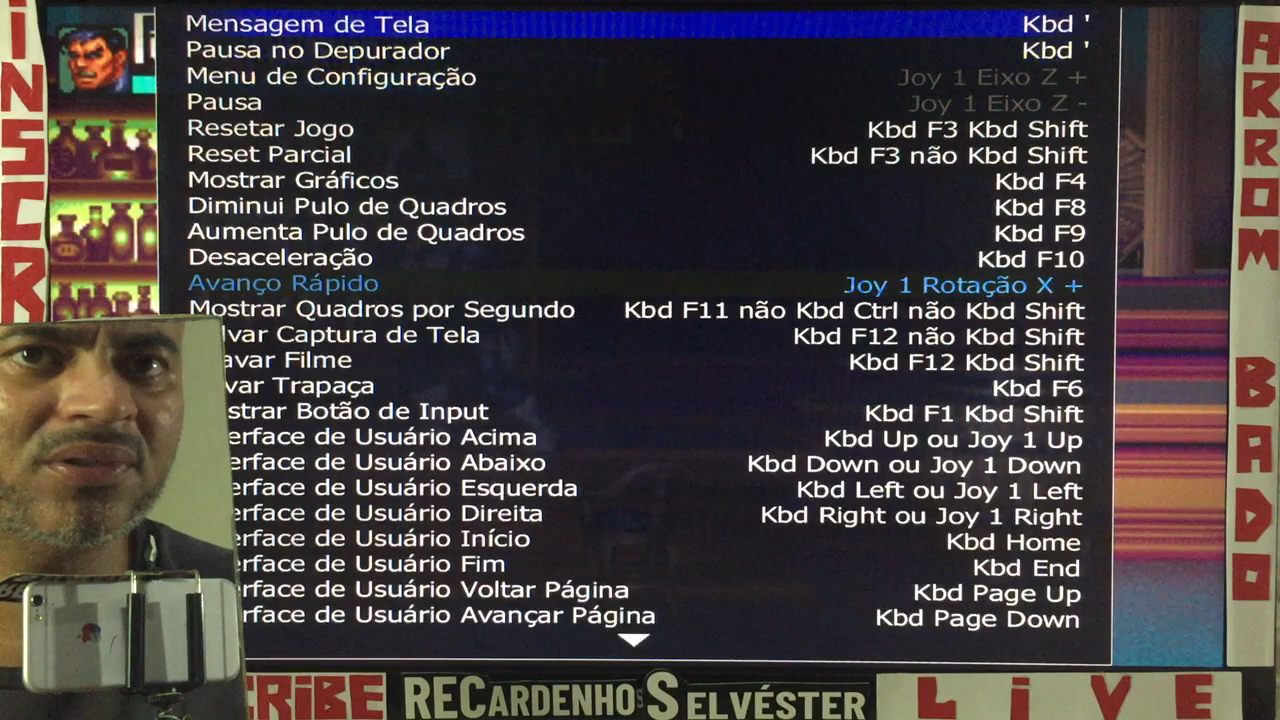 Mensagem de Tela Kbd '
Pausa no Depurador Kbd '
Menu de Configuração Joy 1 Eixo Z +
Pausa Joy 1 Eixo Z -
Resetar Jogo Kbd F3 Kbd Shift
Reset Parcial Kbd F3 não Kbd Shift
Mostrar Gráficos Kbd F4
Diminui Pulo de Quadros Kbd F8
Aumenta Pulo de Quadros Kbd F9
Desaceleração Kbd F10
Avanço Rápido Joy 1 Rotação X +
Mostrar Quadros por Segundo Kbd F11 não Kbd Ctrl não Kbd Shift
lvar Captura de Tela Kbd F12 não Kbd Shift
avar Filme Kbd F12 Kbd Shift
var Trapaça Kbd F6
strar Botão de Input Kbd F1 Kbd Shift
erface de Usuário Acima Kbd Up ou Joy 1 Up
erface de Usuário Abaixo Kbd Down ou Joy 1 Down
erface de Usuário Esquerda Kbd Left ou Joy 1 Left
erface de Usuário Direita Kbd Right ou Joy 1 Right
erface de Usuário Início Kbd Home
erface de Usuário Fim Kbd End
erface de Usuário Voltar Página Kbd Page Up
erface de Usuário Avançar Página Kbd Page Down
INSCR
CRIBE
RECARDENHO SELVÉSTER
LiVE
ARROM BADO